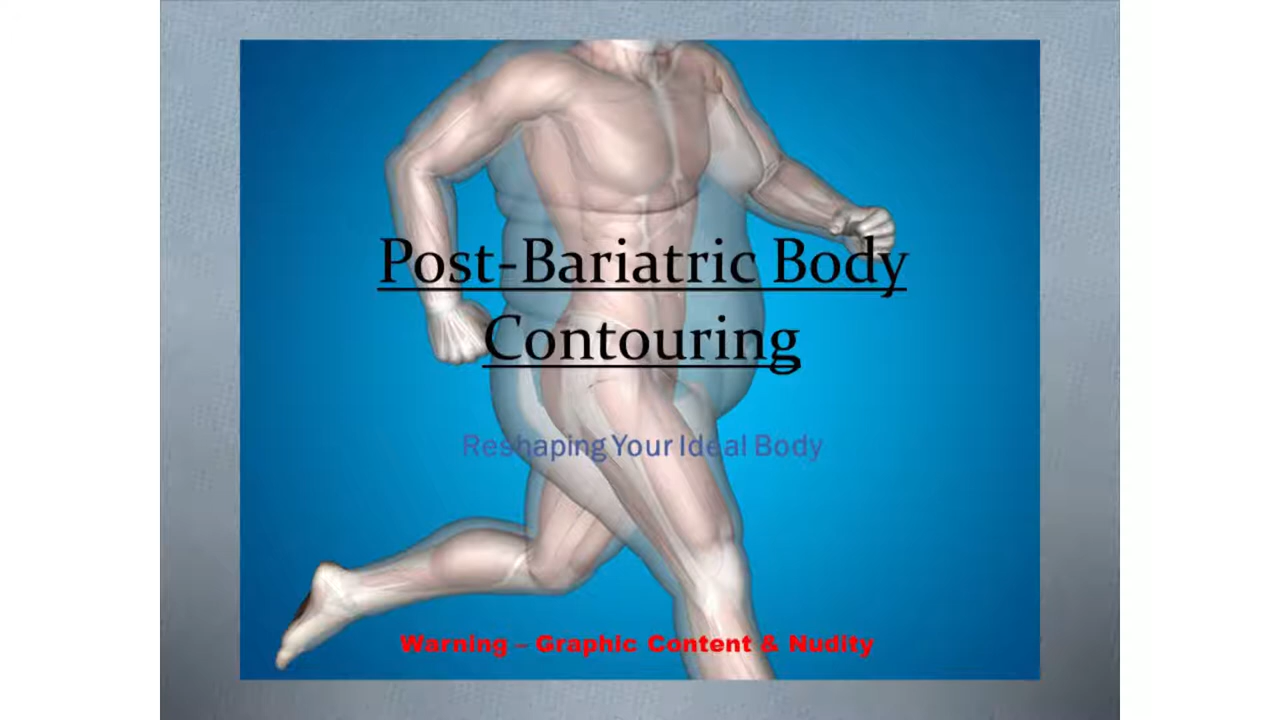 Post-Bariatric Body
Contouring
Reshaping Your Ideal Body
Warning – Graphic Content & Nudity